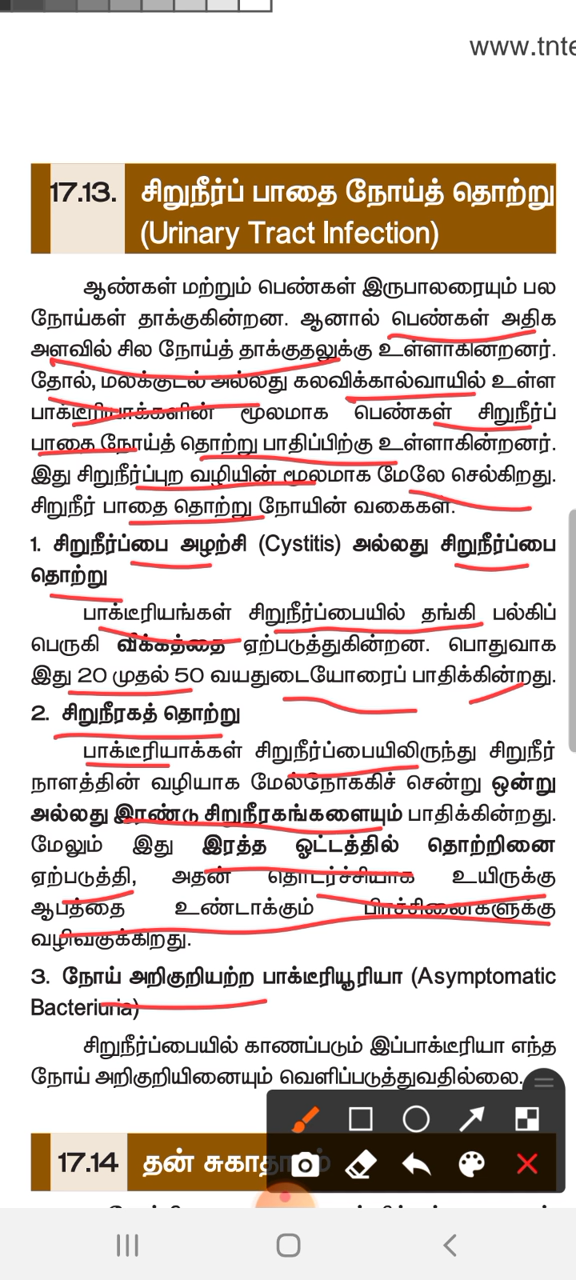 www.tnte
17.13. சிறுநீர்ப் பாதை நோய்த் தொற்று
(Urinary Tract Infection)
ஆண்கள் மற்றும் பெண்கள் இருபாலரையும் பல
நோய்கள் தாக்குகின்றன. ஆனால் பெண்கள் அதிக
அளவில் சில நோய்த் தாக்குதலுக்கு உள்ளாகின்றனர்.
தோல், மலக்குடல் அல்லது கலவிக்கால்வாயில் உள்ள
பாக்டீரியாக்களின் மூலமாக பெண்கள் சிறுநீர்ப்
பாதை நோய்த் தொற்று பாதிப்பிற்கு உள்ளாகின்றனர்.
இது சிறுநீர்ப்புற வழியின் மூலமாக மேலே செல்கிறது.
சிறுநீர் பாதை தொற்று நோயின் வகைகள்.
1. சிறுநீர்ப்பை அழற்சி (Cystitis) அல்லது சிறுநீர்ப்பை
தொற்று
பாக்டீரியங்கள் சிறுநீர்ப்பையில் தங்கி பல்கிப்
பெருகி வீக்கத்தை ஏற்படுத்துகின்றன. பொதுவாக
இது 20 முதல் 50 வயதுடையோரைப் பாதிக்கின்றது.
2. சிறுநீரகத் தொற்று
பாக்டீரியாக்கள் சிறுநீர்ப்பையிலிருந்து சிறுநீர்
நாளத்தின் வழியாக மேல்நோக்கிச் சென்று ஒன்று
அல்லது இரண்டு சிறுநீரகங்களையும் பாதிக்கின்றது.
மேலும் இது இரத்த ஓட்டத்தில் தொற்றினை
ஏற்படுத்தி, அதன் தொடர்ச்சியாக உயிருக்கு
ஆபத்தை உண்டாக்கும் பிரச்சினைகளுக்கு
வழிவகுக்கிறது.
3. நோய் அறிகுறியற்ற பாக்டீரியூரியா (Asymptomatic
Bacteriuria)
சிறுநீர்ப்பையில் காணப்படும் இப்பாக்டீரியா எந்த
நோய் அறிகுறியினையும் வெளிப்படுத்துவதில்லை.
17.14 தன் சுகாதாரம்